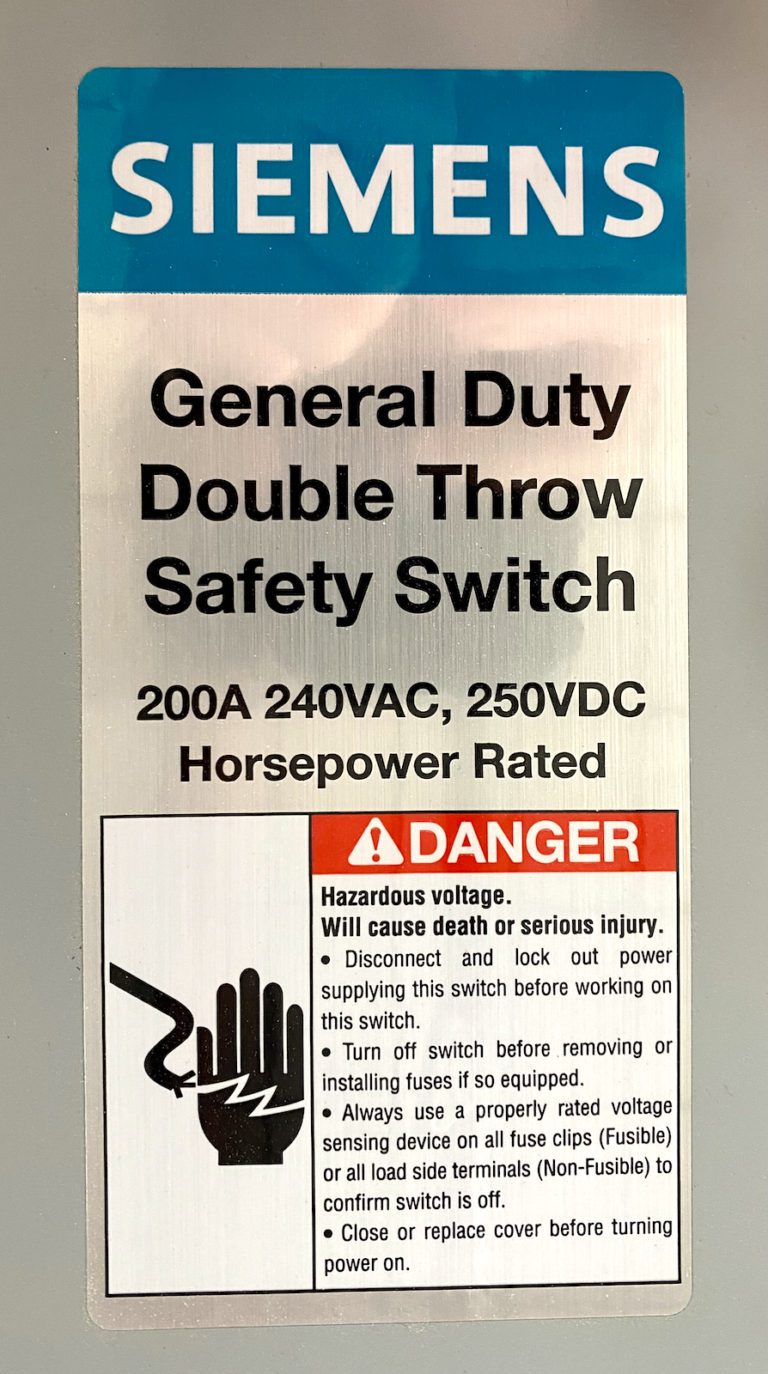 SIEMENS
General Duty
Double Throw
Safety Switch
200A 240VAC, 250VDC
Horsepower Rated
DANGER
Hazardous voltage.
Will cause death or serious injury.
• Disconnect and lock out power
supplying this switch before working on
this switch.
• Turn off switch before removing or
installing fuses if so equipped.
• Always use a properly rated voltage
sensing device on all fuse clips (Fusible)
or all load side terminals (Non-Fusible) to
confirm switch is off.
• Close or replace cover before turning
power on.